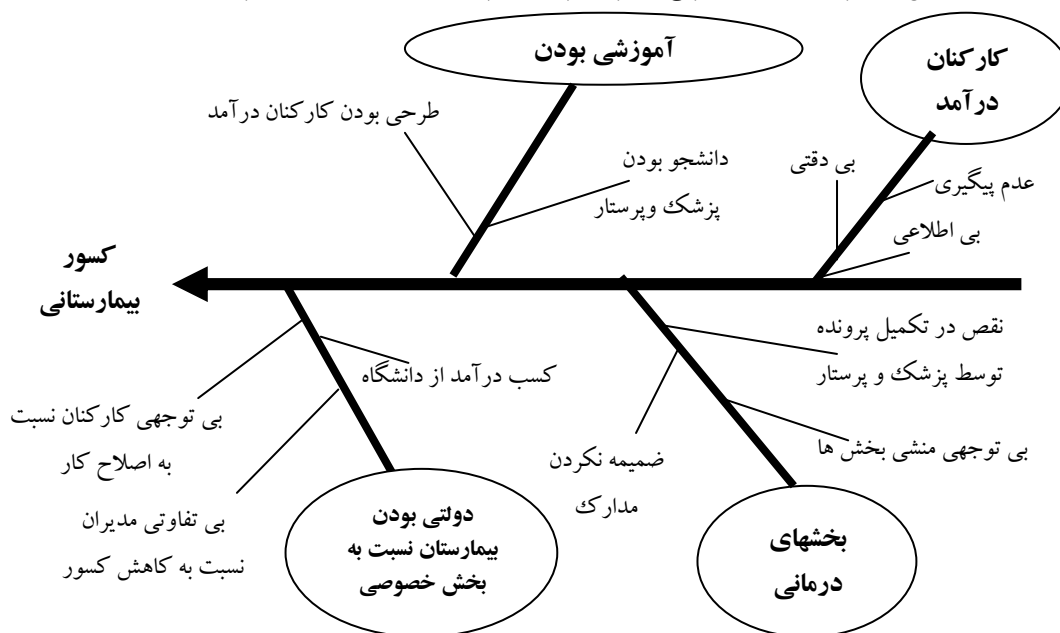 کارکنان
درآمد
آموزشی بودن
طرحی بودن کارکنان درآمد
دانشجو بودن
پزشک وپرستار
بی دقتی
عدم پیگیری
بی اطلاعی
کسور
بیمارستانی
نقص در تکمیل پرونده
توسط پزشک و پرستار
بی توجهی منشی بخش ها
ضمیمه نکردن
مدارک
کسب درآمد از دانشگاه
بی توجهی کارکنان نسبت
به اصلاح کار
بی تفاوتی مدیران
نسبت به کاهش کسور
بخشهای
درمانی
دولتی بودن
بیمارستان نسبت به
بخش خصوصی